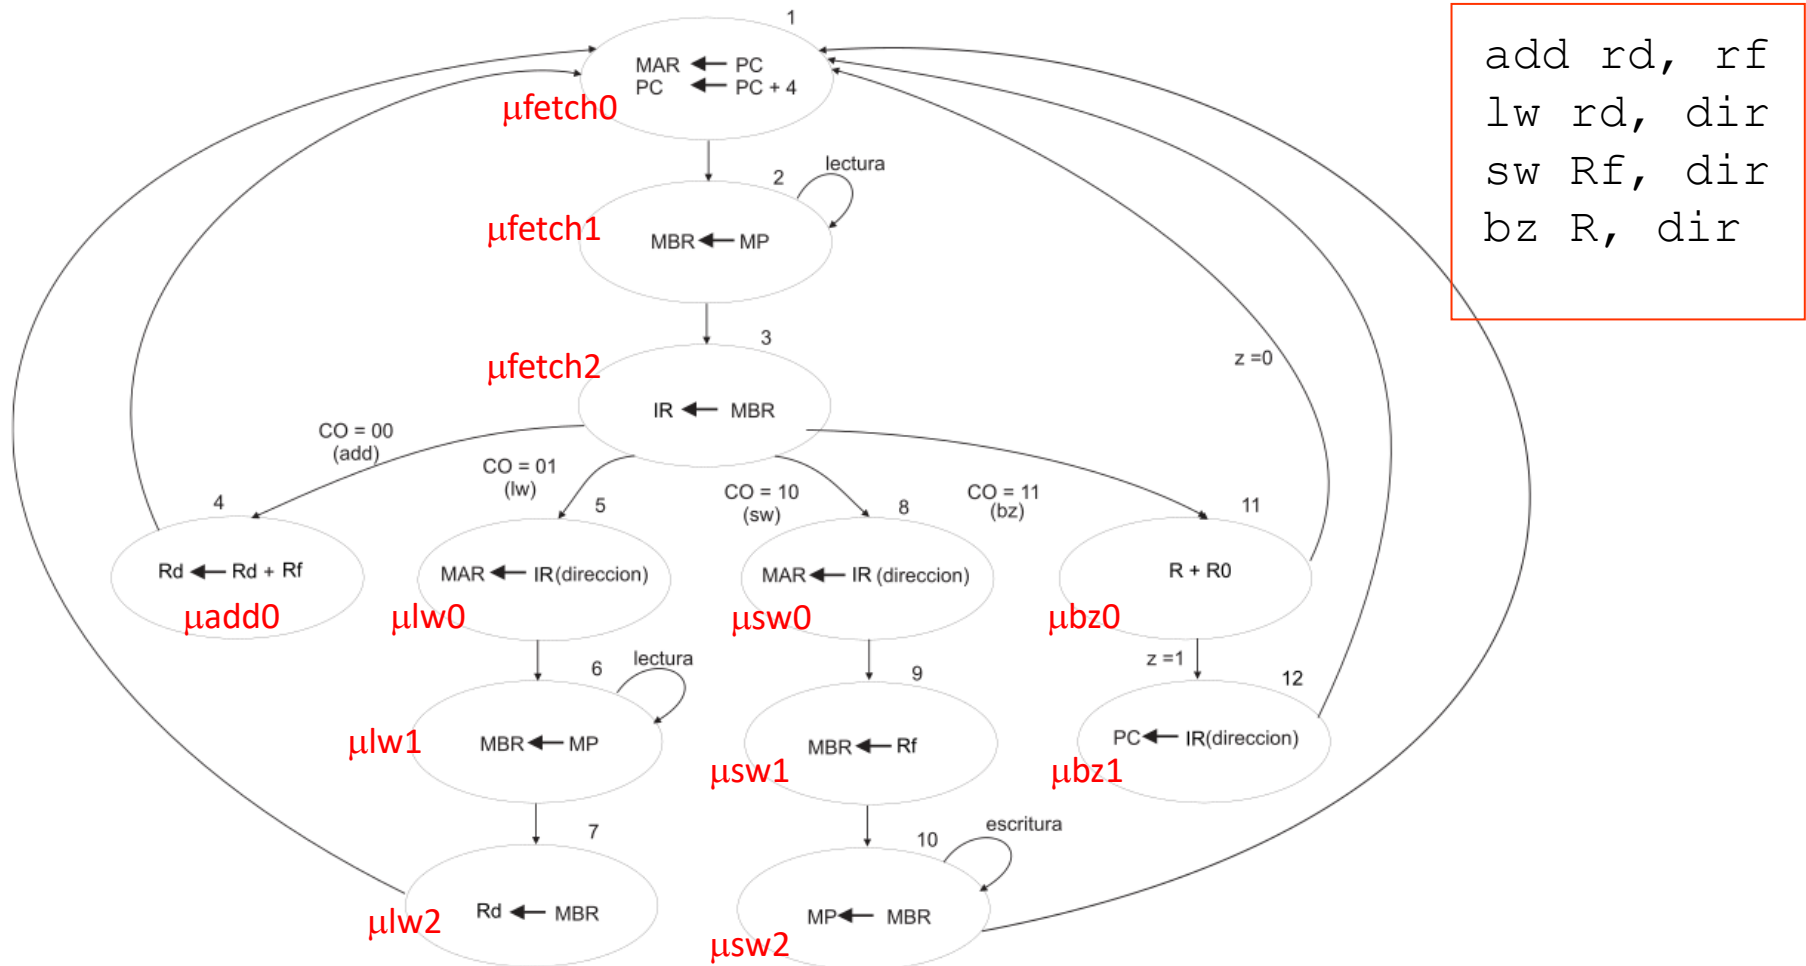 1
MAR ← PC
PC ← PC + 4
μfetch0
add rd, rf
lw rd, dir
sw Rf, dir
bz R, dir
2
lectura
μfetch1
MBR ← MP
3
μfetch2
IR ← MBR
z =0
CO = 00
(add)
CO = 01
(lw)
CO = 10
(sw)
CO = 11
(bz)
4
Rd ← Rd + Rf
μadd0
5
MAR ← IR(direccion)
μlw0
8
MAR ← IR (direccion)
μsw0
11
R + R0
μbz0
z =1
6
lectura
MBR ← MP
μlw1
9
MBR ← Rf
μsw1
12
PC ← IR(direccion)
μbz1
7
Rd ← MBR
μlw2
10
escritura
MP ← MBR
μsw2